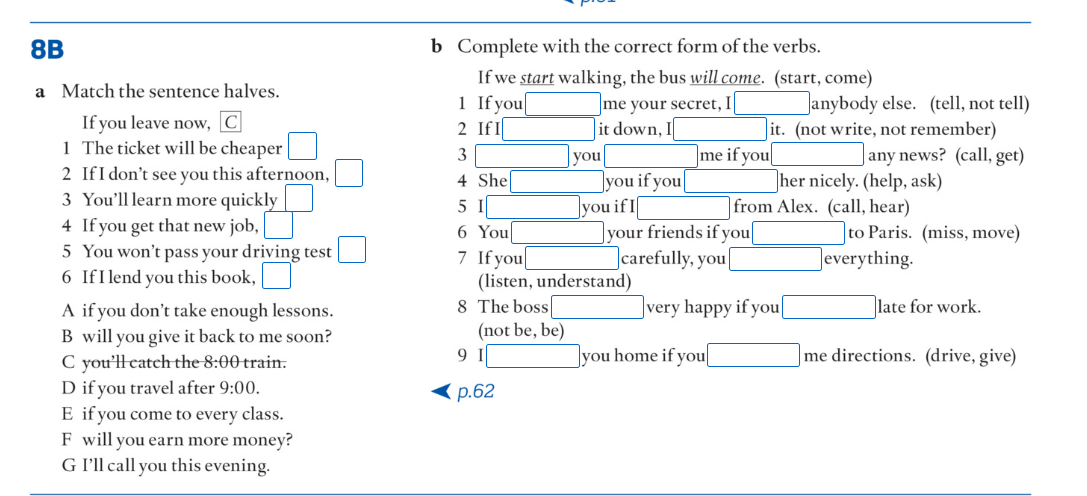 8B
a Match the sentence halves.
If you leave now, C
1 The ticket will be cheaper
2 If I don't see you this afternoon,
3 You'll learn more quickly
4 If you get that new job,
5 You won't pass your driving test
6 If I lend you this book,
A if you don't take enough lessons.
B will you give it back to me soon?
C you'll catch the 8:00 train.
D if you travel after 9:00.
E if you come to every class.
F will you earn more money?
G I'll call you this evening.
b Complete with the correct form of the verbs.
If we start walking, the bus will come. (start, come)
1 If you me your secret, I anybody else. (tell, not tell)
2 If I it down, I it. (not write, not remember)
3 you me if you any news? (call, get)
4 She you if you her nicely. (help, ask)
5 I you if I from Alex. (call, hear)
6 You your friends if you to Paris. (miss, move)
7 If you carefully, you everything.
(listen, understand)
8 The boss very happy if you late for work.
(not be, be)
9 I you home if you me directions. (drive, give)
p.62